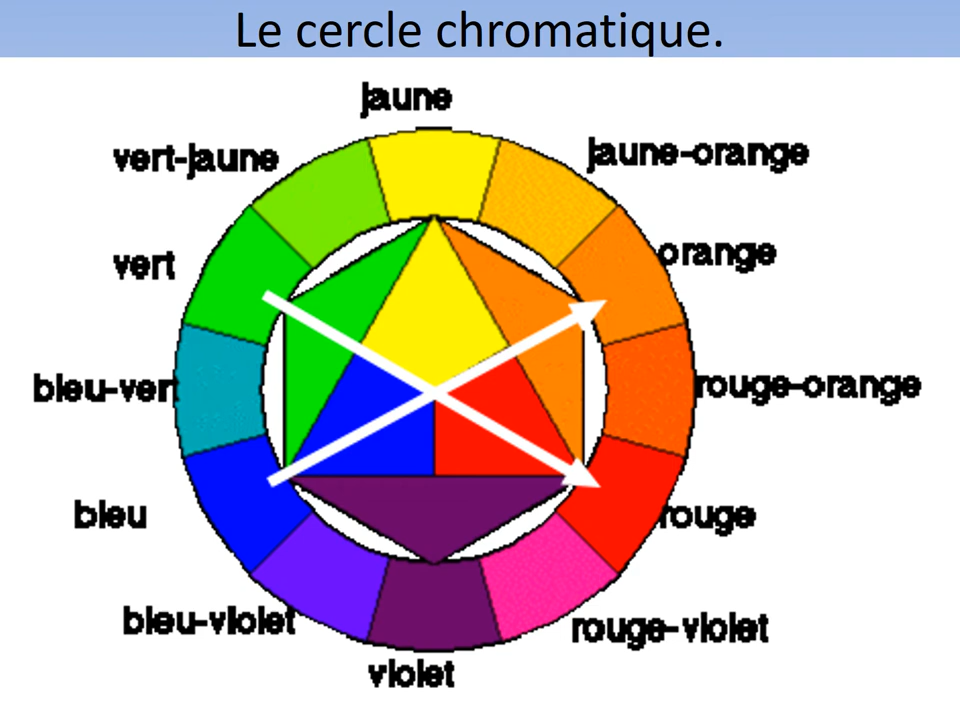 Le cercle chromatique.
jaune
vert-jaune
jaune-orange
vert
orange
bleu-vert
rouge-orange
bleu
rouge
bleu-violet
rouge-violet
violet